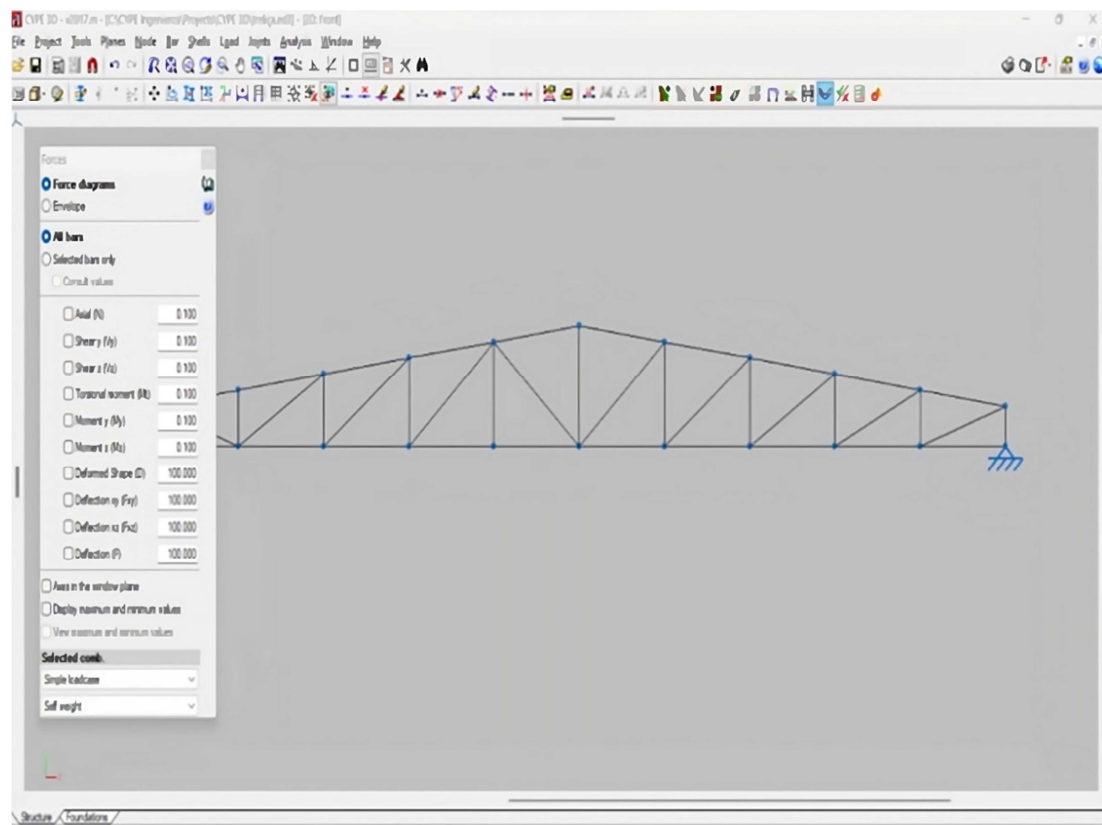 File Project Tools Planes Node Bar Shells Load Joints Analysis Window Help
Forces
Force diagrams
Envelope
All bars
Selected bars only
Consult values
Axial (N) 0.100
Shear y (Vy) 0.100
Shear z (Vz) 0.100
Torsional moment (Mt) 0.100
Moment y (My) 0.100
Moment z (Mz) 0.100
Deformed Shape (D) 100.000
Deflection xy (Fxy) 100.000
Deflection xz (Fxz) 100.000
Deflection (F) 100.000
Axes in the window plane
Display maximum and minimum values
View maximum and minimum values
Selected comb.
Simple loadcase
Self weight
Structure Foundations